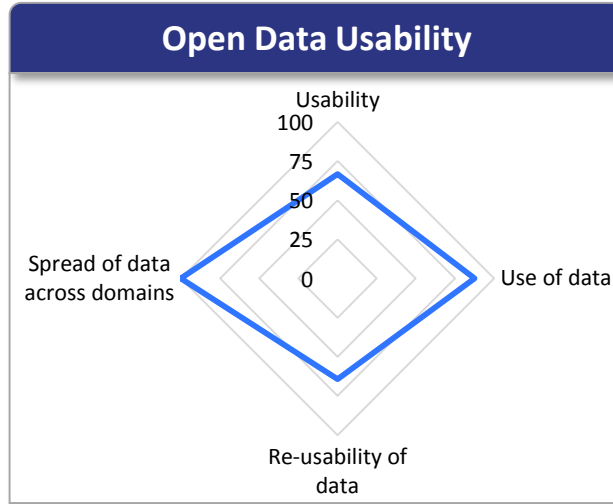 Open Data Usability
Usability
100
75
50
25
0
Use of data
Spread of data
across domains
Re-usability of
data